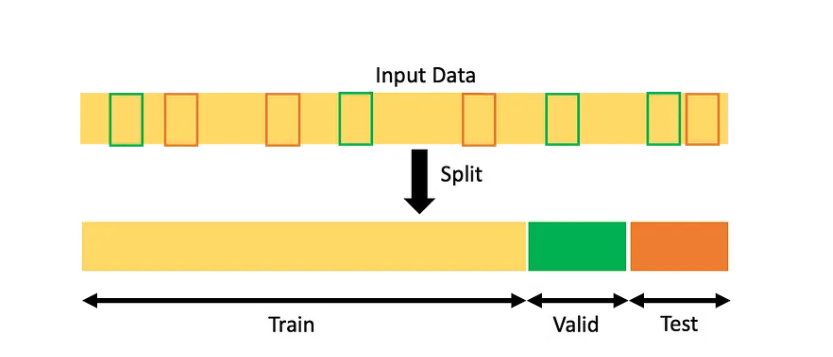 Input Data
Split
Train
Valid
Test